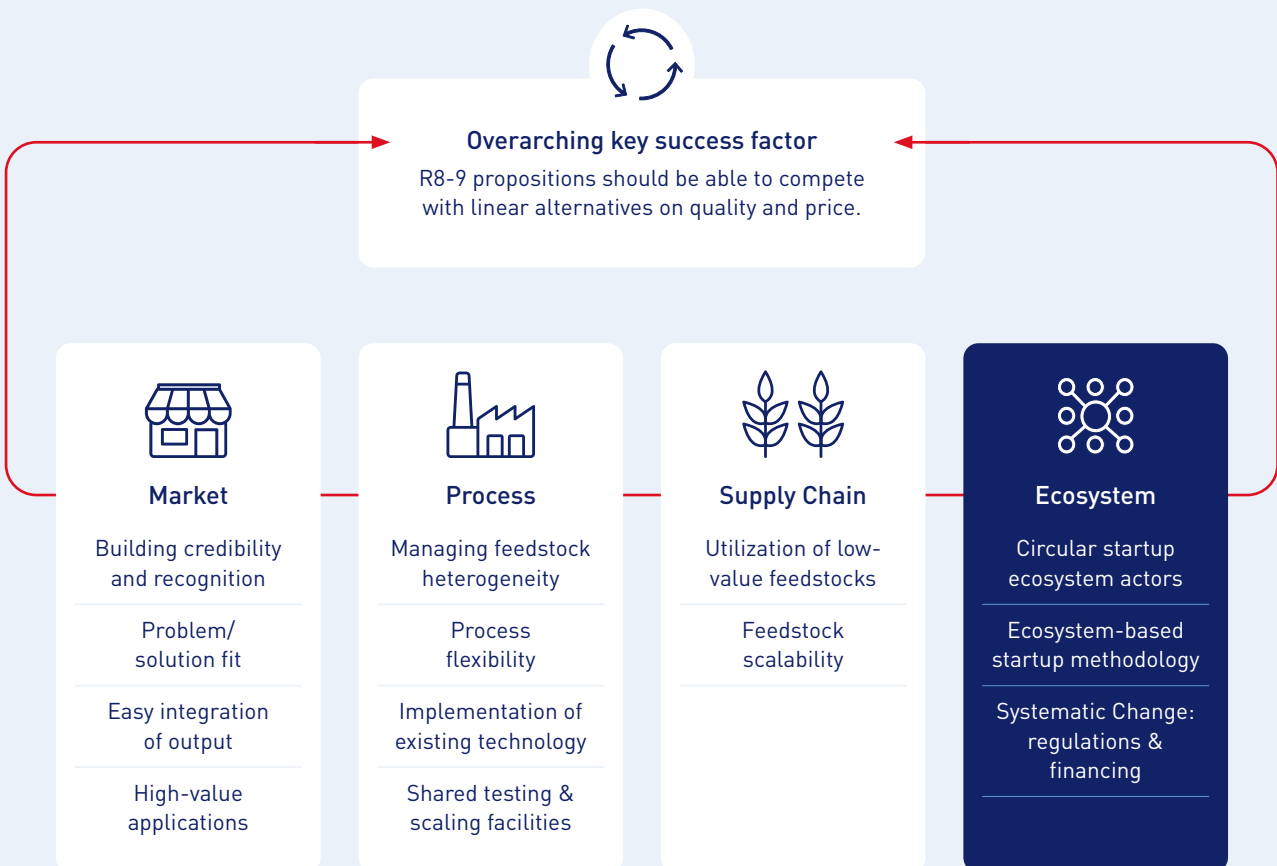 Overarching key success factor
R8-9 propositions should be able to compete
with linear alternatives on quality and price.
Market
Building credibility
and recognition
Problem/
solution fit
Easy integration
of output
High-value
applications
Process
Managing feedstock
heterogeneity
Process
flexibility
Implementation of
existing technology
Shared testing &
scaling facilities
Supply Chain
Utilization of low-
value feedstocks
Feedstock
scalability
Ecosystem
Circular startup
ecosystem actors
Ecosystem-based
startup methodology
Systematic Change:
regulations &
financing